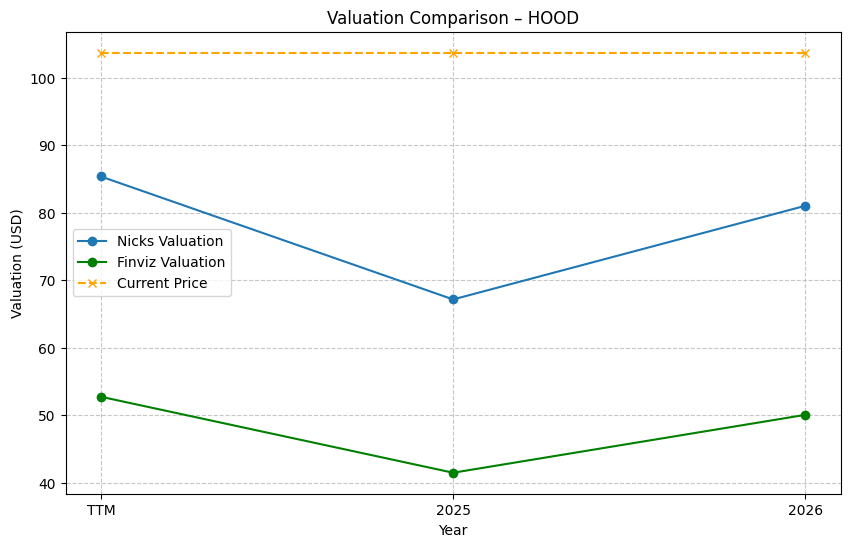 Valuation Comparison – HOOD
Valuation (USD)
100
90
80
70
60
50
40
Nicks Valuation
Finviz Valuation
Current Price
TTM
2025
2026
Year